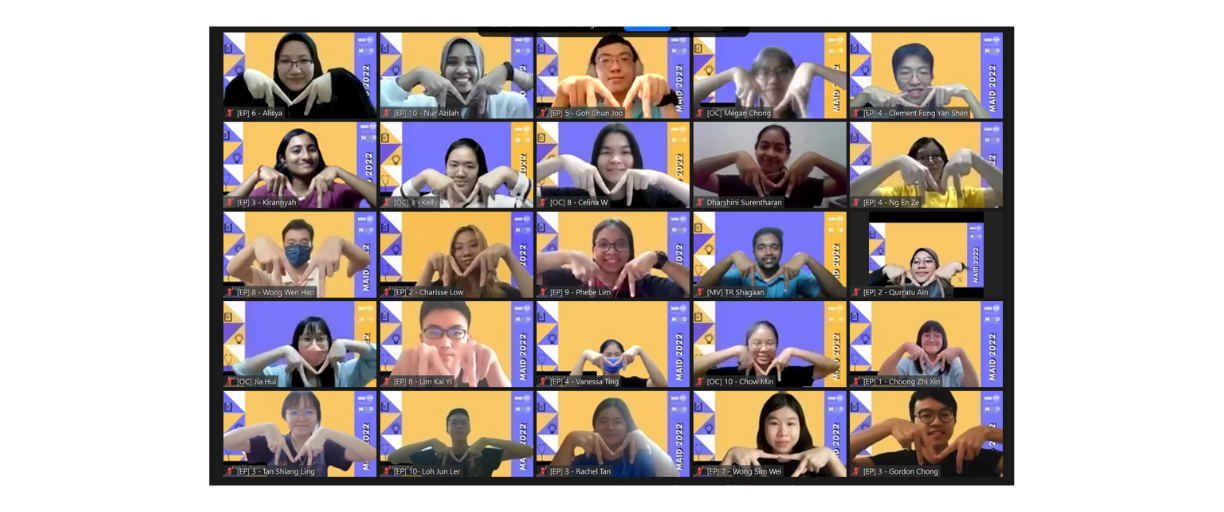 MAID 2022
[EP] 6 - Alisya
[EP] 10 - Nur Azilah
[EP] 5 - Goh Chun Joo
[OC] Megan Chong
[EP] 4 - Clement Fong Yan Shen
[EP] 3 - Kirannyah
[OC] 3 - Kelly
[OC] 8 - Celina W
Dharshini Surentharan
[EP] 4 - Ng En Ze
[EP] 8 - Wong Wen Hao
[EP] 2 - Charisse Low
[EP] 9 - Phebe Lim
[MV] TR Shagaan
[EP] 2 - Qurratu Ain
[OC] Jia Hui
[EP] 8 - Lim Kai Yi
[EP] 4 - Vanessa Ting
[OC] 10 - Chow Min
[EP] 1 - Choong Zhi Xin
[EP] 3 - Tan Shiang Ling
[EP] 10- Loh Jun Ler
[EP] 3 - Rachel Tan
[EP] 7 - Wong Sim Wei
[EP] 3 - Gordon Chong